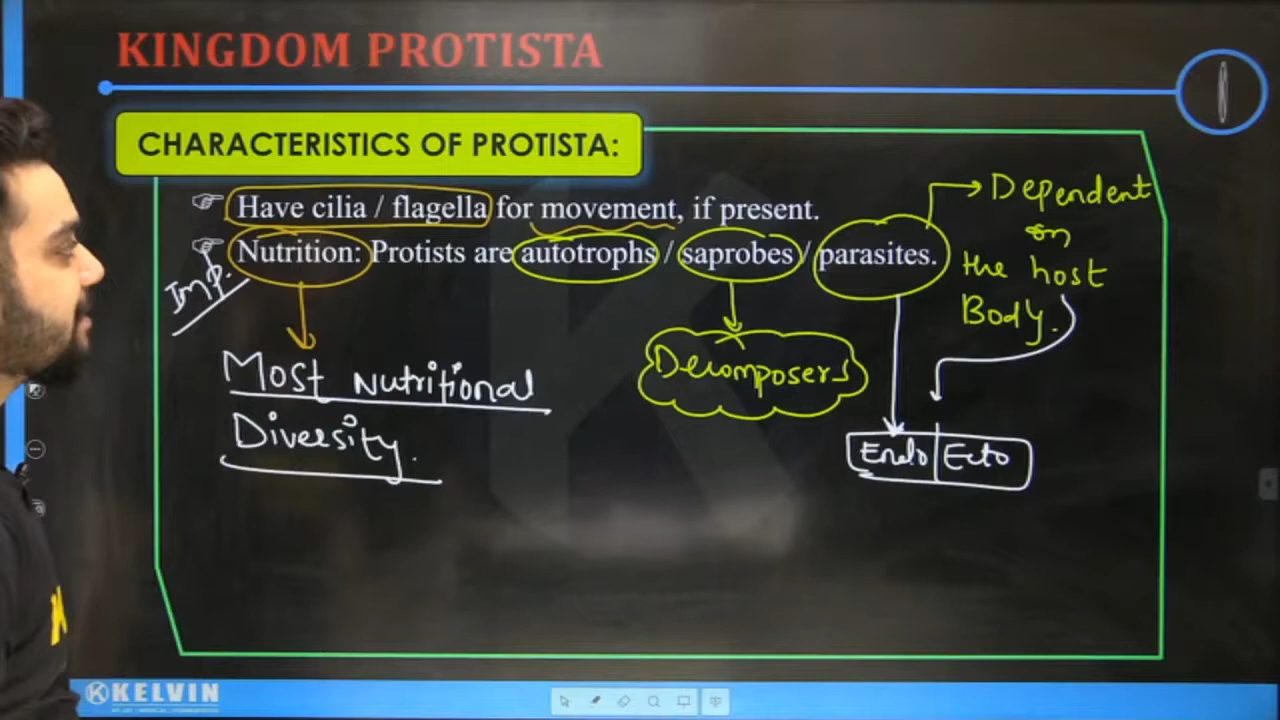 KINGDOM PROTISTA
CHARACTERISTICS OF PROTISTA:
Have cilia / flagella for movement, if present.
Nutrition: Protists are autotrophs / saprobes / parasites.
Imp.
Dependent
on
the host
Body.
Most Nutritional
Diversity.
Decomposers
Endo Ecto
KELVIN